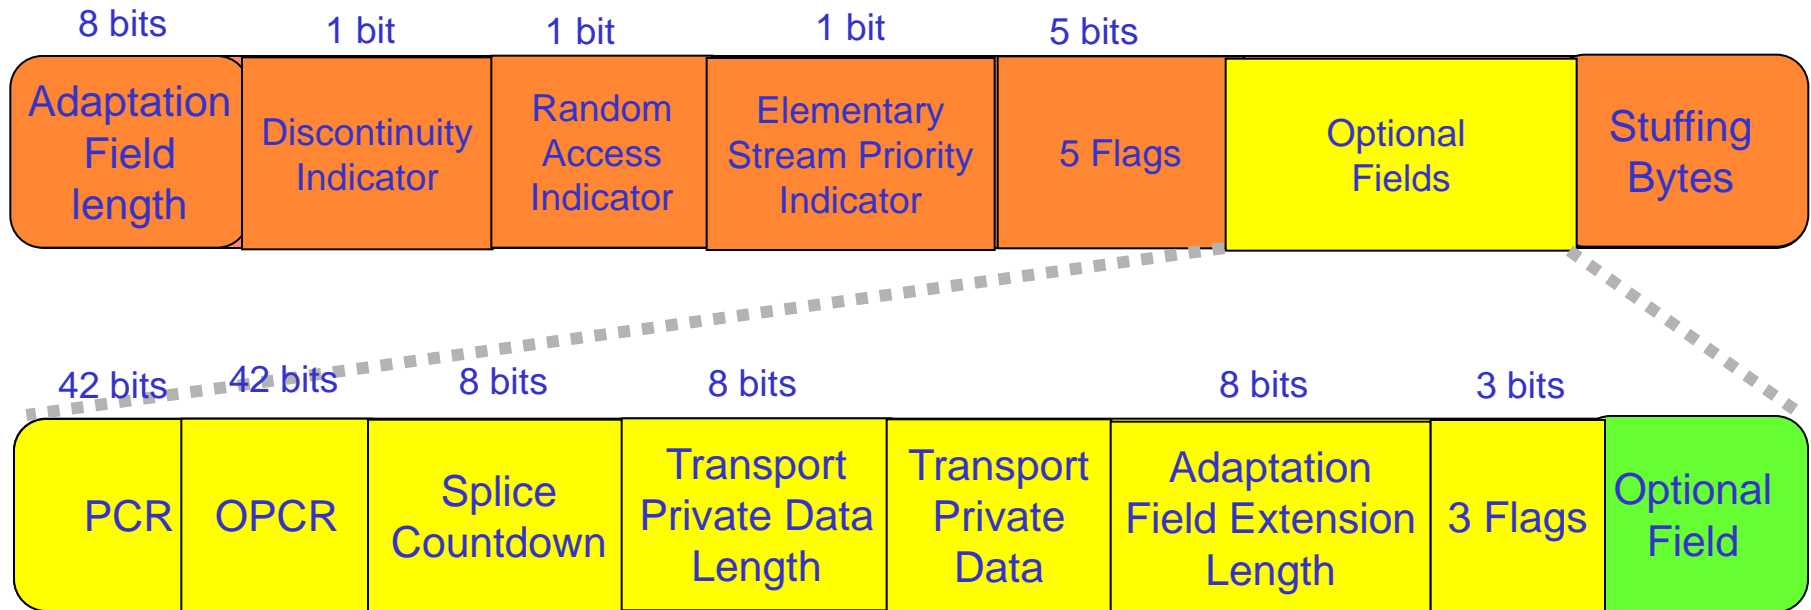 8 bits
1 bit
1 bit
1 bit
5 bits
Adaptation
Field
length
Discontinuity
Indicator
Random
Access
Indicator
Elementary
Stream Priority
Indicator
5 Flags
Optional
Fields
Stuffing
Bytes
42 bits
42 bits
8 bits
8 bits
8 bits
3 bits
PCR
OPCR
Splice
Countdown
Transport
Private Data
Length
Transport
Private
Data
Adaptation
Field Extension
Length
3 Flags
Optional
Field